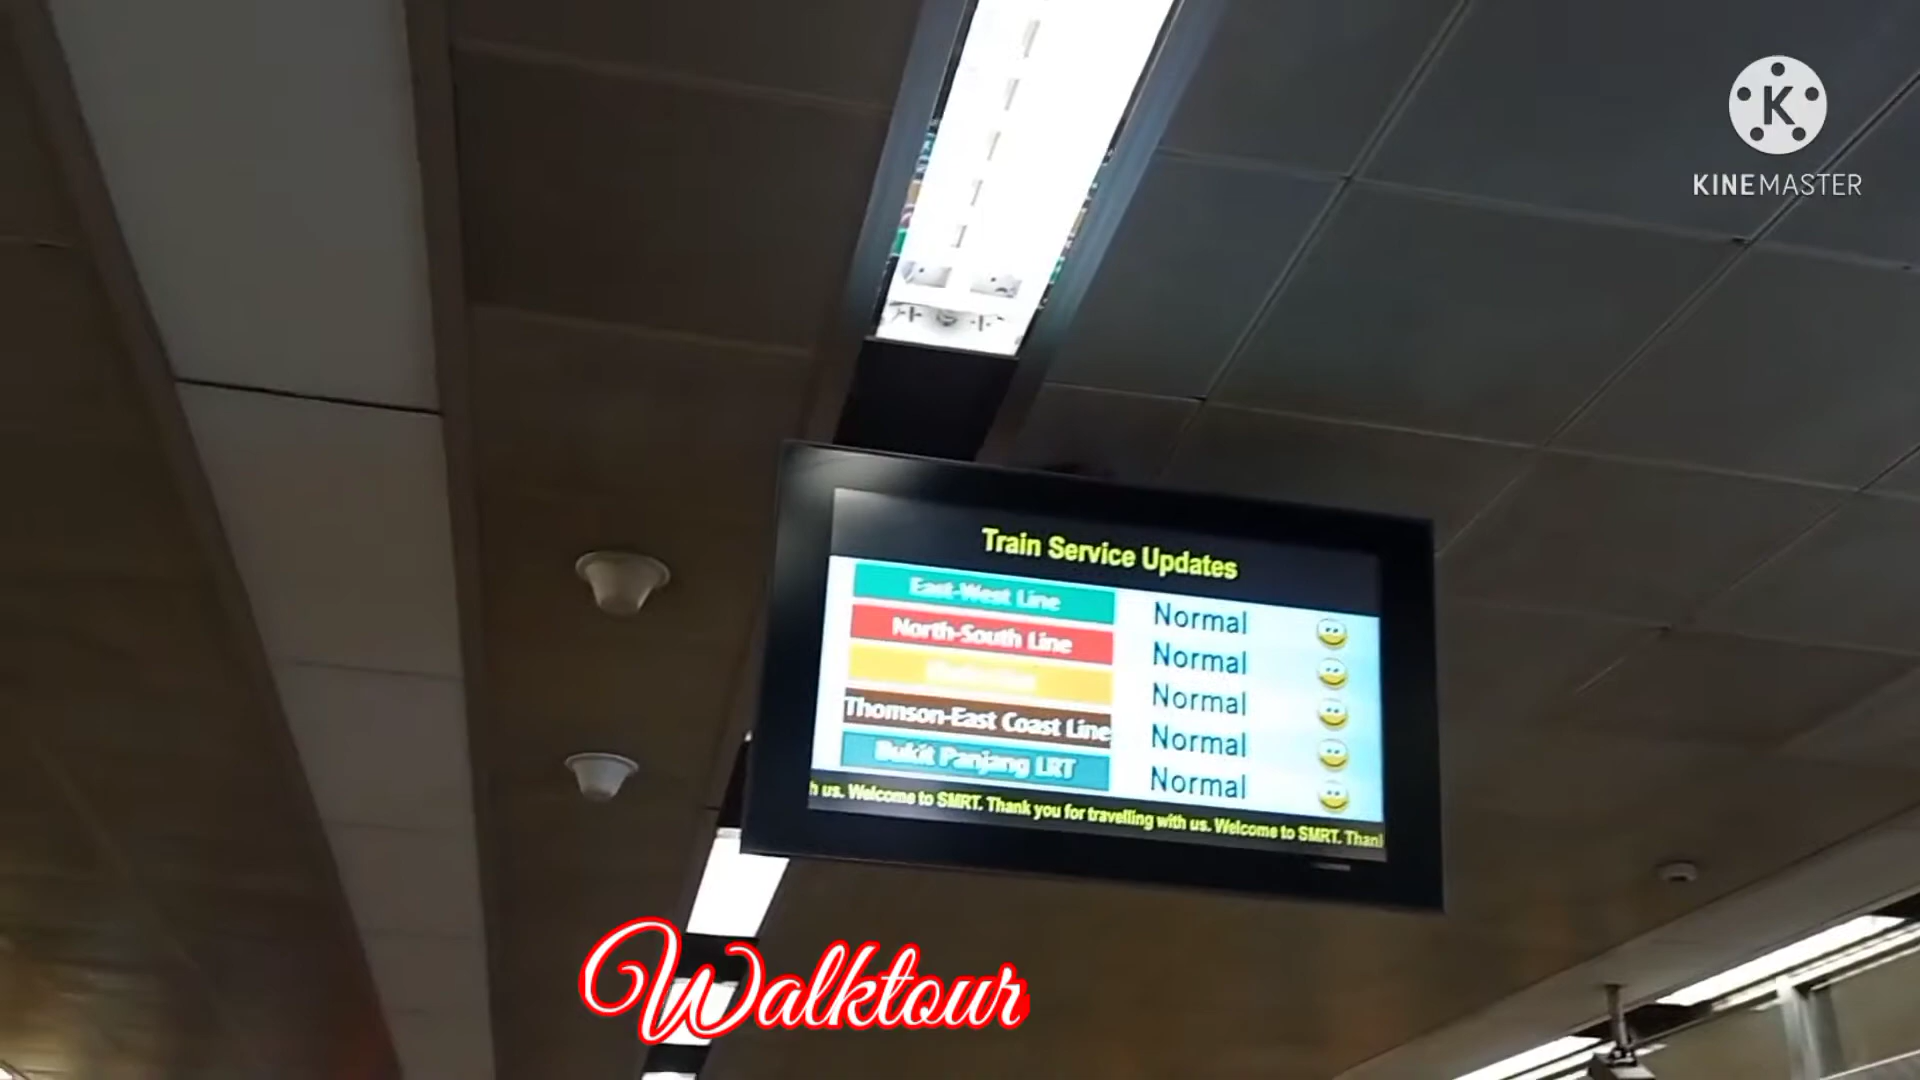 KINEMASTER
Train Service Updates
East-West Line Normal
North-South Line Normal
Normal
Thomson-East Coast Line Normal
Bukit Panjang LRT Normal
h us. Welcome to SMRT. Thank you for travelling with us. Welcome to SMRT. Than
Walktour